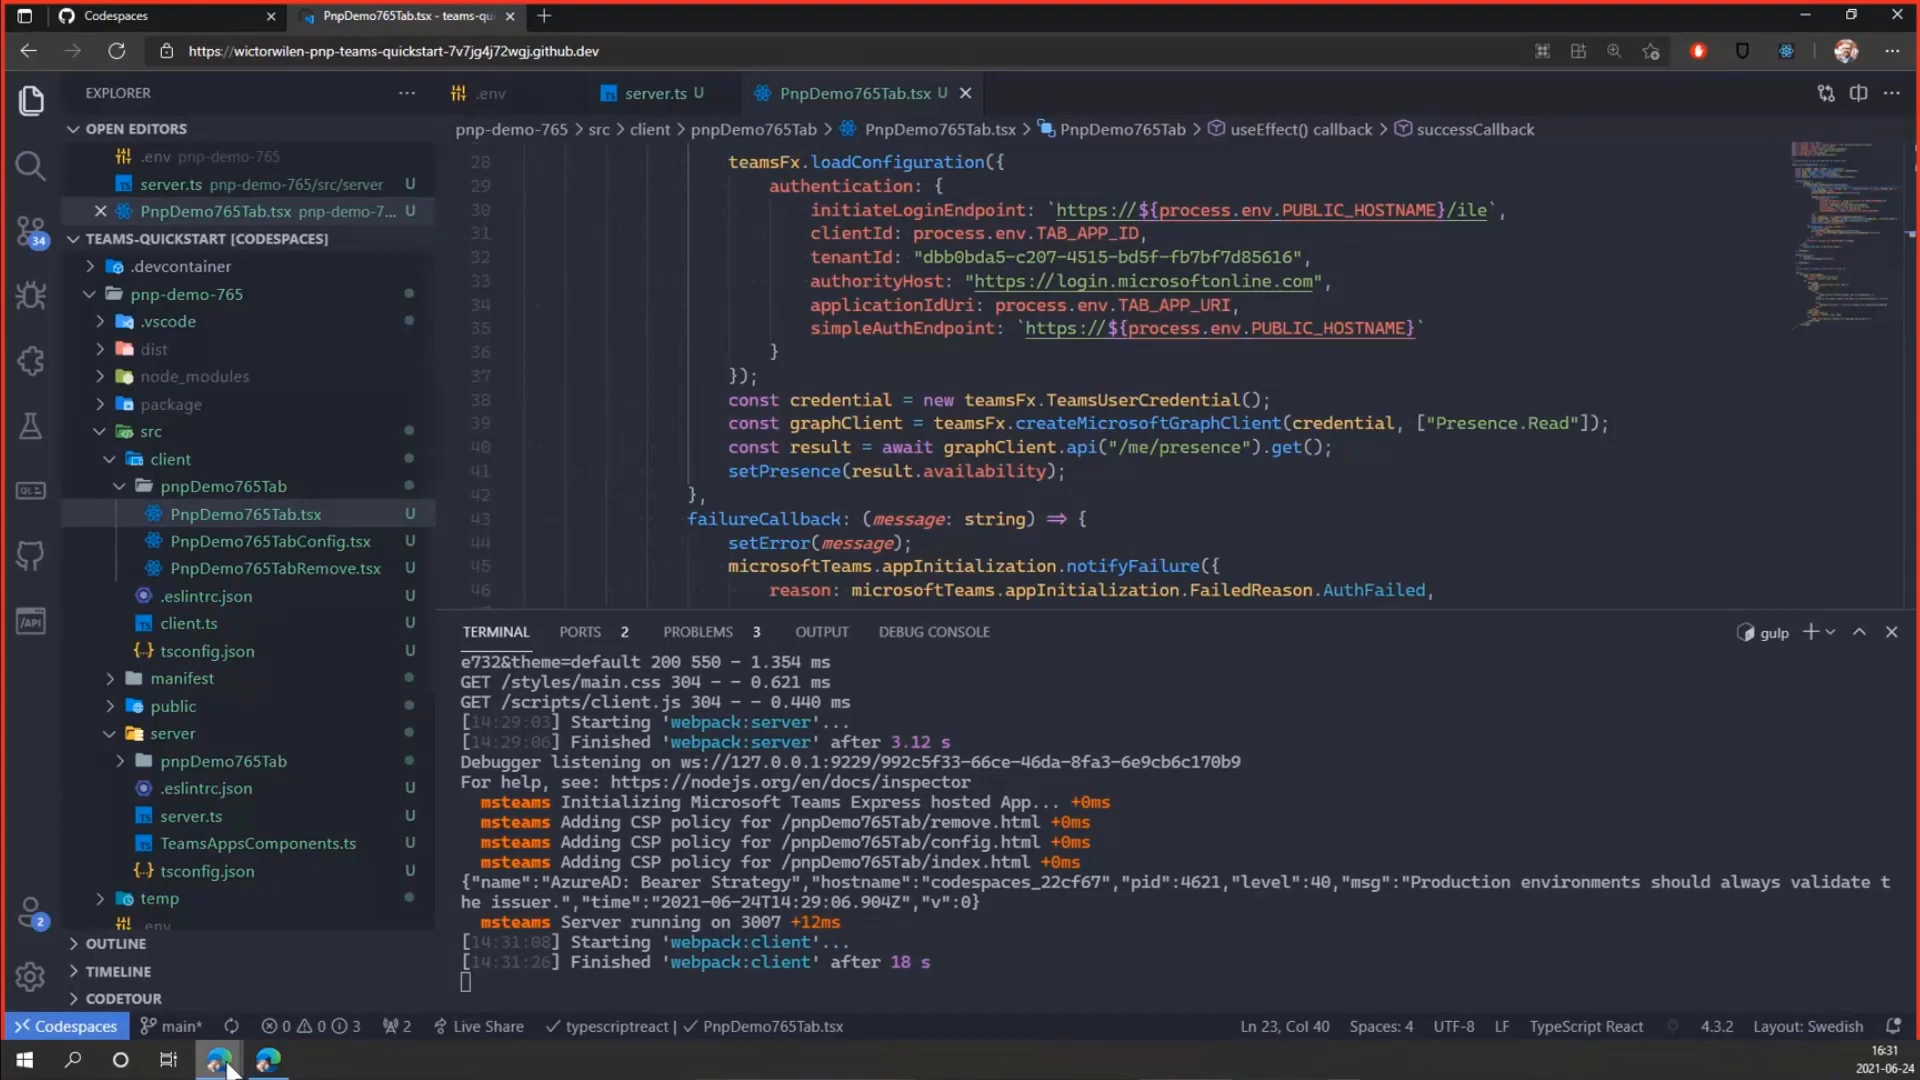 Codespaces
PnpDemo765Tab.tsx - teams-qu
https://wictorwilen-pnp-teams-quickstart-7v7jg4j72wgj.github.dev
EXPLORER
.env
server.ts U
PnpDemo765Tab.tsx U
OPEN EDITORS
.env pnp-demo-765
server.ts pnp-demo-765/src/server U
PnpDemo765Tab.tsx pnp-demo-7... U
TEAMS-QUICKSTART [CODESPACES]
.devcontainer
pnp-demo-765
.vscode
dist
node_modules
package
src
client
pnpDemo765Tab
PnpDemo765Tab.tsx U
PnpDemo765TabConfig.tsx U
PnpDemo765TabRemove.tsx U
.eslintrc.json U
client.ts U
tsconfig.json U
manifest
public
server
pnpDemo765Tab
.eslintrc.json U
server.ts U
TeamsAppsComponents.ts U
tsconfig.json U
temp
.env
OUTLINE
TIMELINE
CODETOUR
34
QL
/API
2
pnp-demo-765 > src > client > pnpDemo765Tab > PnpDemo765Tab.tsx > PnpDemo765Tab > useEffect() callback > successCallback
28 teamsFx.loadConfiguration({
29 authentication: {
30 initiateLoginEndpoint: `https://${process.env.PUBLIC_HOSTNAME}/ile`,
31 clientId: process.env.TAB_APP_ID,
32 tenantId: "dbb0bda5-c207-4515-bd5f-fb7bf7d85616",
33 authorityHost: "https://login.microsoftonline.com",
34 applicationIdUri: process.env.TAB_APP_URI,
35 simpleAuthEndpoint: `https://${process.env.PUBLIC_HOSTNAME}`
36 }
37 });
38 const credential = new teamsFx.TeamsUserCredential();
39 const graphClient = teamsFx.createMicrosoftGraphClient(credential, ["Presence.Read"]);
40 const result = await graphClient.api("/me/presence").get();
41 setPresence(result.availability);
42 },
43 failureCallback: (message: string) => {
44 setError(message);
45 microsoftTeams.appInitialization.notifyFailure({
46 reason: microsoftTeams.appInitialization.FailedReason.AuthFailed,
TERMINAL PORTS 2 PROBLEMS 3 OUTPUT DEBUG CONSOLE
gulp
e732&theme=default 200 550 - 1.354 ms
GET /styles/main.css 304 - - 0.621 ms
GET /scripts/client.js 304 - - 0.440 ms
[14:29:03] Starting 'webpack:server'...
[14:29:06] Finished 'webpack:server' after 3.12 s
Debugger listening on ws://127.0.0.1:9229/992c5f33-66ce-46da-8fa3-6e9cb6c170b9
For help, see: https://nodejs.org/en/docs/inspector
msteams Initializing Microsoft Teams Express hosted App... +0ms
msteams Adding CSP policy for /pnpDemo765Tab/remove.html +0ms
msteams Adding CSP policy for /pnpDemo765Tab/config.html +0ms
msteams Adding CSP policy for /pnpDemo765Tab/index.html +0ms
{"name":"AzureAD: Bearer Strategy","hostname":"codespaces_22cf67","pid":4621,"level":40,"msg":"Production environments should always validate t
he issuer.","time":"2021-06-24T14:29:06.904Z","v":0}
msteams Server running on 3007 +12ms
[14:31:08] Starting 'webpack:client'...
[14:31:26] Finished 'webpack:client' after 18 s
Codespaces main* 0 0 3 2 Live Share typescriptreact | PnpDemo765Tab.tsx
Ln 23, Col 40 Spaces: 4 UTF-8 LF TypeScript React 4.3.2 Layout: Swedish
16:31
2021-06-24